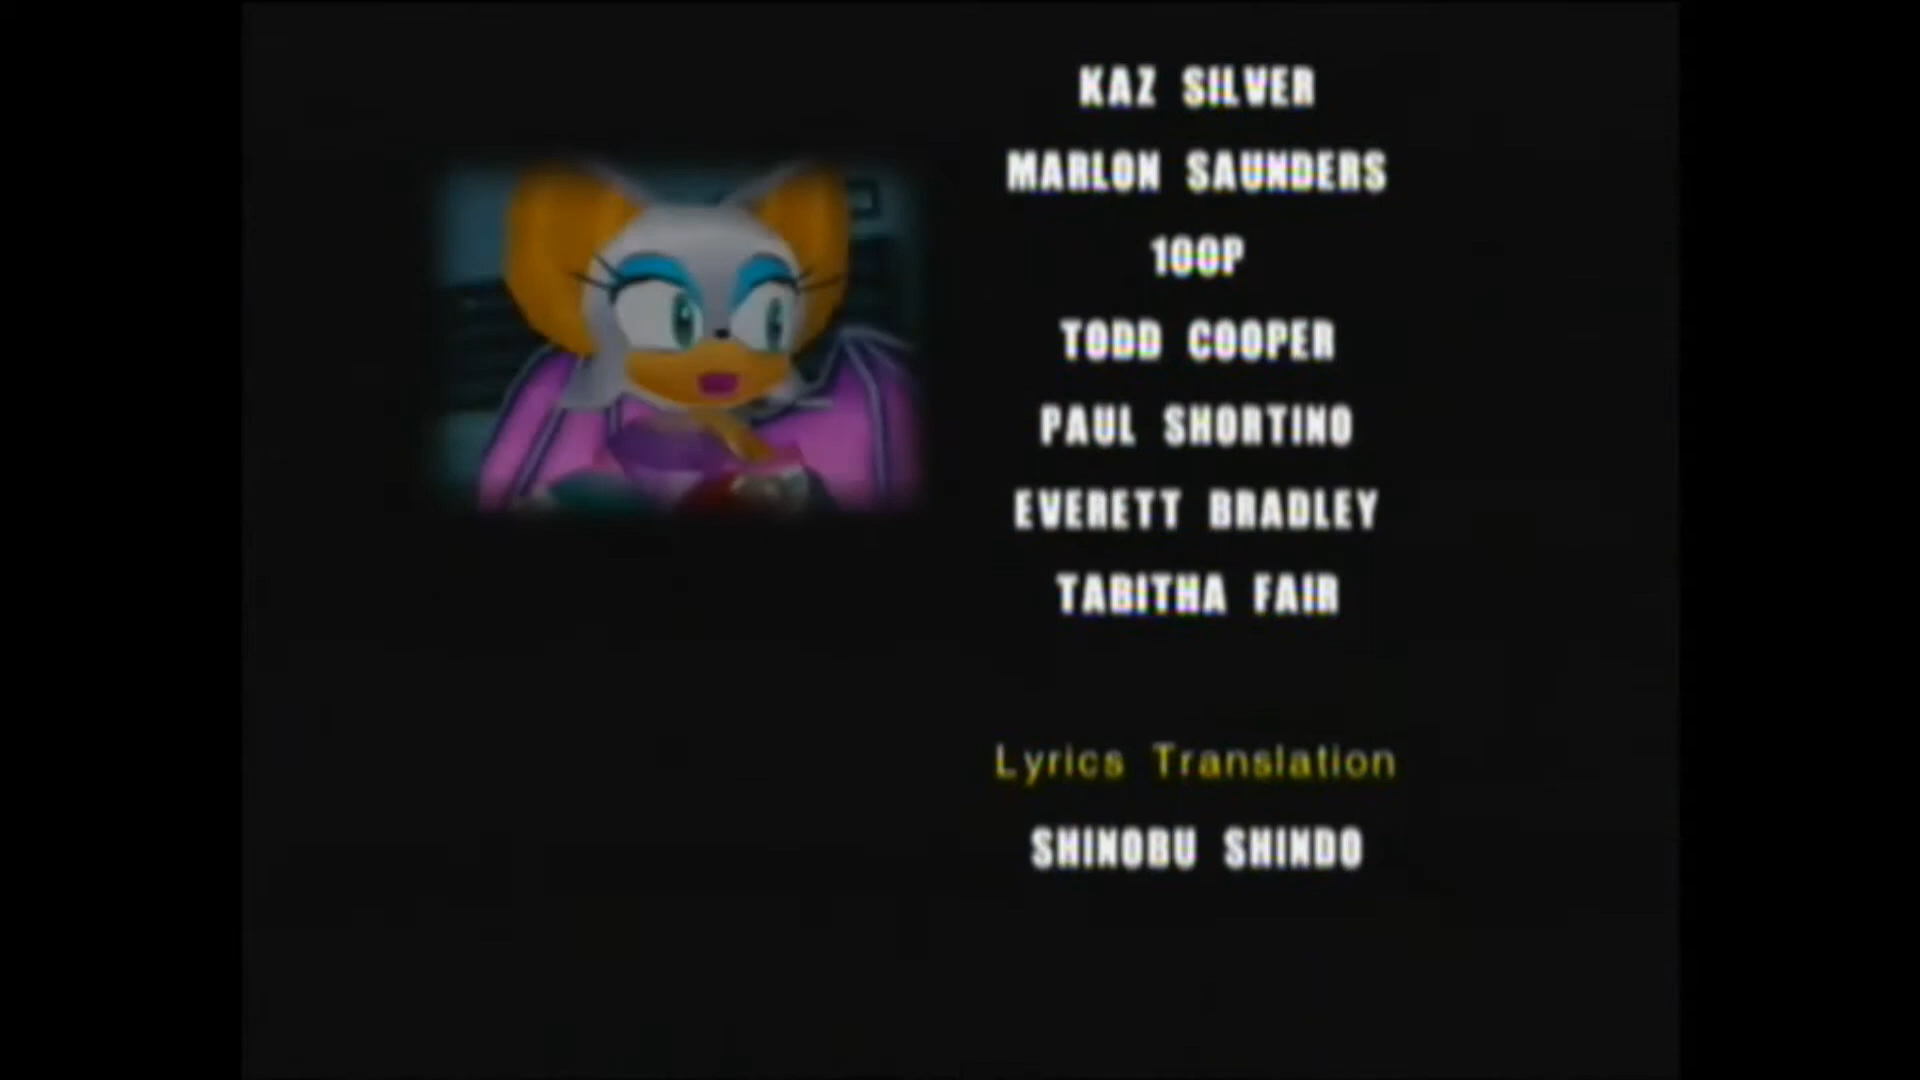 KAZ SILVER
MARLON SAUNDERS
100P
TODD COOPER
PAUL SHORTINO
EVERETT BRADLEY
TABITHA FAIR
Lyrics Translation
SHINOBU SHINDO